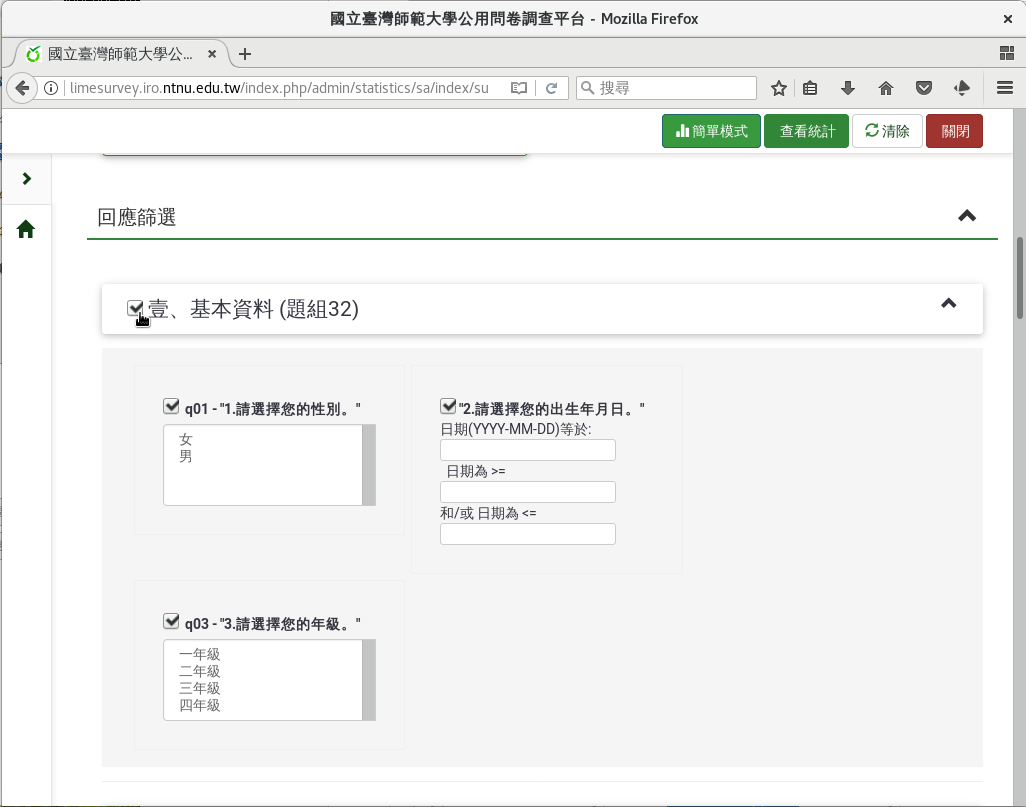 國立臺灣師範大學公用問卷調查平台 - Mozilla Firefox
國立臺灣師範大學公...
limesurvey.iro.ntnu.edu.tw/index.php/admin/statistics/sa/index/su
搜尋
簡單模式
查看統計
清除
關閉
回應篩選
壹、基本資料 (題組32)
q01 - "1.請選擇您的性別。"
女
男
"2.請選擇您的出生年月日。"
日期(YYYY-MM-DD)等於:
日期為 >=
和/或 日期為 <=
q03 - "3.請選擇您的年級。"
一年級
二年級
三年級
四年級